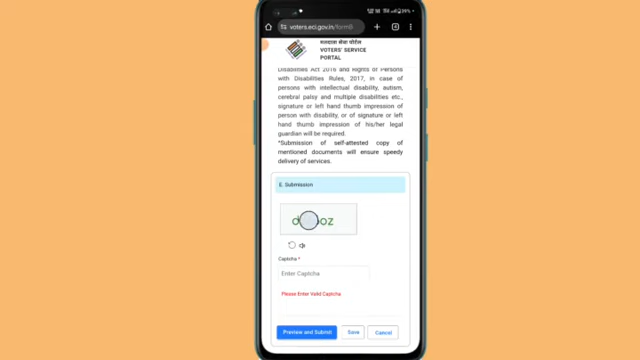 voters.eci.gov.in/form6
मतदाता सेवा पोर्टल
VOTERS' SERVICE
PORTAL
Disabilities Act 2016 and Rights of Persons
with Disabilities Rules, 2017, in case of
persons with intellectual disability, autism,
cerebral palsy and multiple disabilities etc.,
signature or left hand thumb impression of
person with disability, or of signature or left
hand thumb impression of his/her legal
guardian will be required.
*Submission of self-attested copy of
mentioned documents will ensure speedy
delivery of services.
E. Submission
Captcha *
Enter Captcha
Please Enter Valid Captcha
Preview and Submit
Save
Cancel